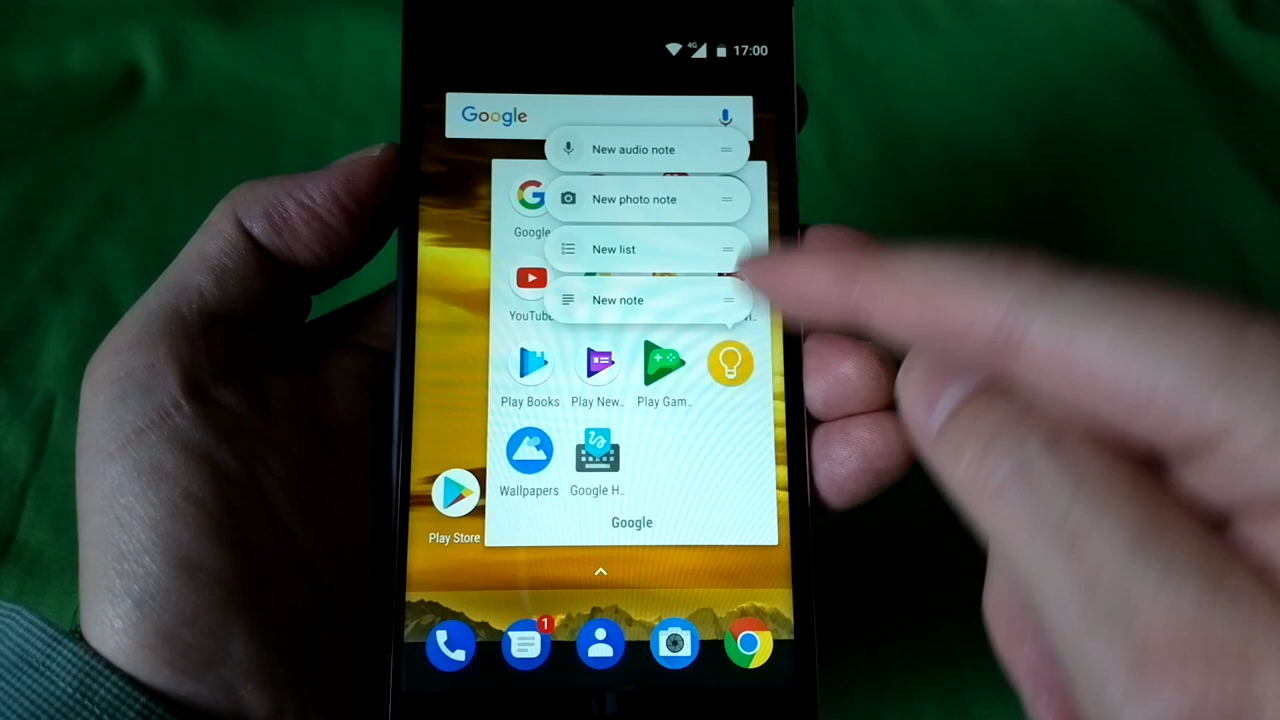 4G 17:00
Google
New audio note
New photo note
Google
New list
New note
YouTube
Play Books Play New.. Play Gam..
Wallpapers Google H..
Google
Play Store
1